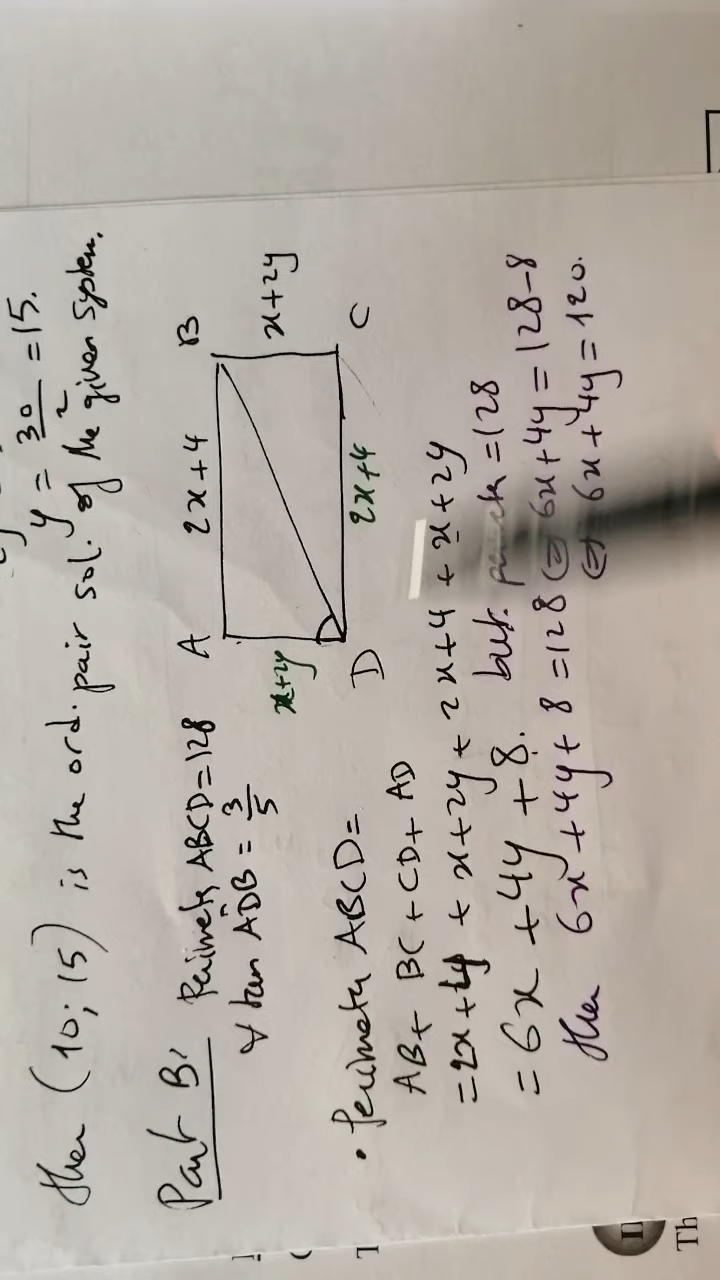 y = 30/2 = 15.
then (10; 15) is the ord. pair sol. of the given system.
Part B: Perimeter ABCD = 128
& tan ADB = 3/5
A 2x+4 B
x+2y x+2y
D 2x+4 C
• Perimeter ABCD =
AB + BC + CD + AD
= 2x+4 + x+2y + 2x+4 + x+2y
= 6x + 4y + 8. but = 128
then 6x + 4y + 8 = 128 ⇔ 6x+4y = 128-8
⇔ 6x+4y = 120.
Th